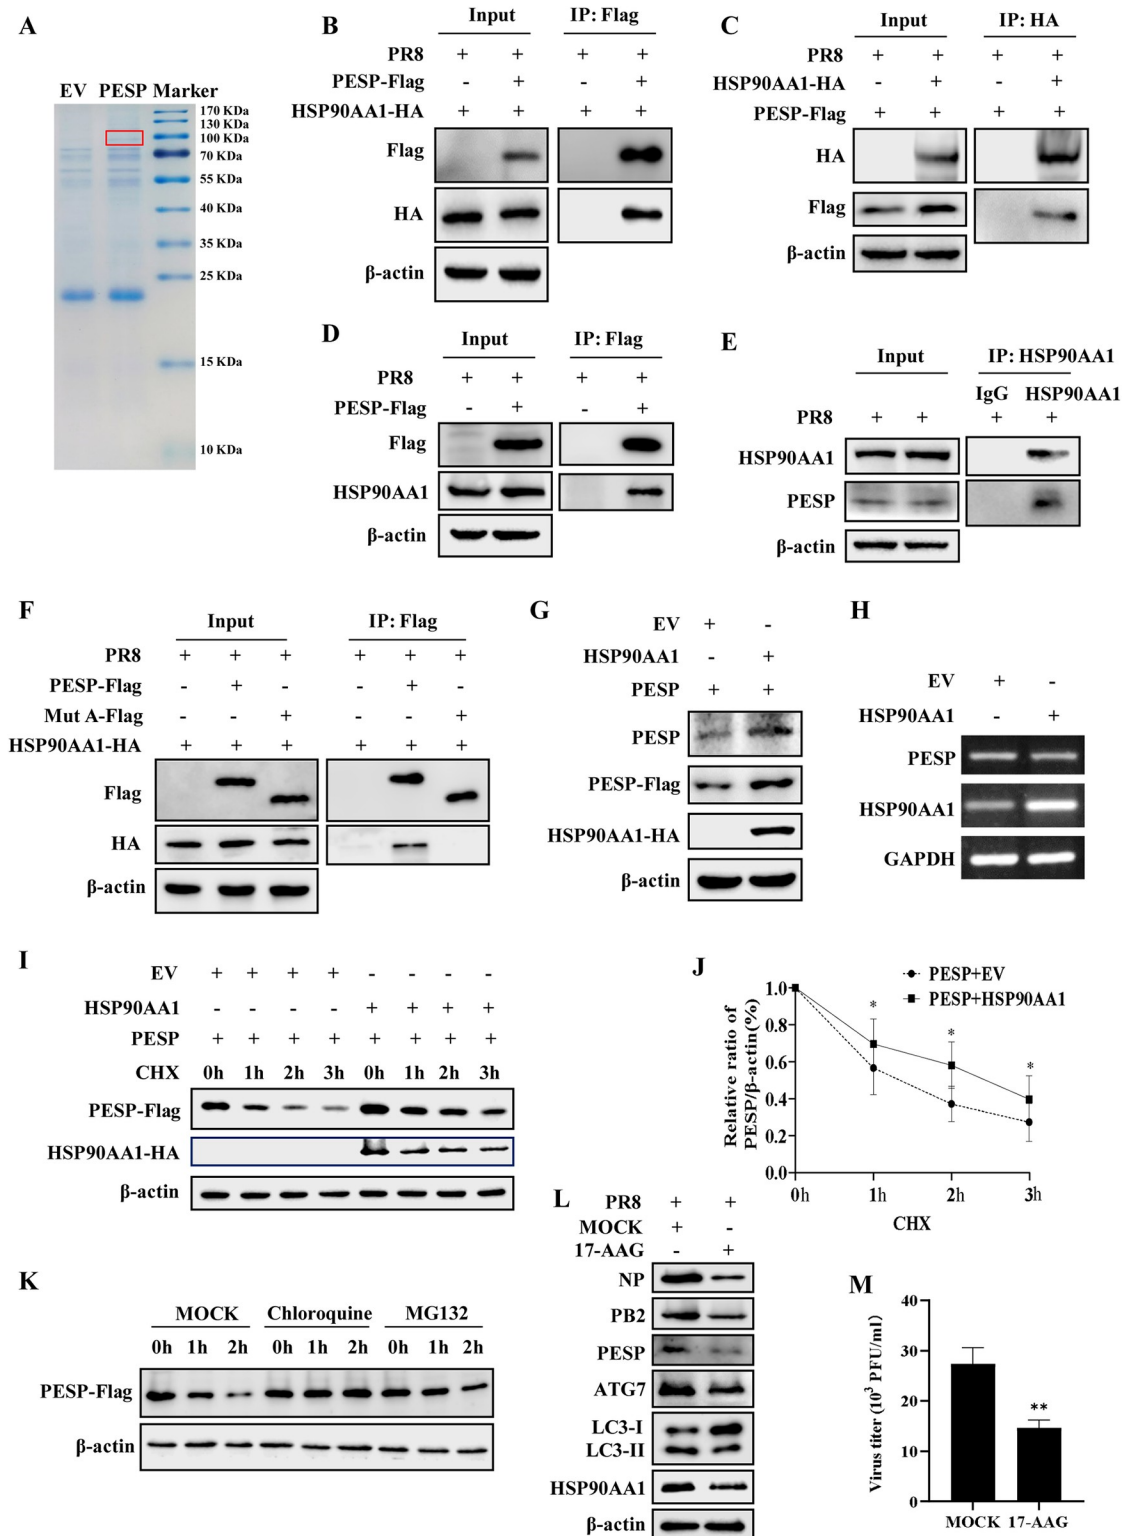 A
EV PESP Marker
170 KDa
130 KDa
100 KDa
70 KDa
55 KDa
40 KDa
35 KDa
25 KDa
15 KDa
10 KDa
B
Input IP: Flag
PR8 + + + +
PESP-Flag - + - +
HSP90AA1-HA + + + +
Flag
HA
β-actin
C
Input IP: HA
PR8 + + + +
HSP90AA1-HA - + - +
PESP-Flag + + + +
HA
Flag
β-actin
D
Input IP: Flag
PR8 + + + +
PESP-Flag - + - +
Flag
HSP90AA1
β-actin
E
Input IP: HSP90AA1
IgG HSP90AA1
PR8 + + + +
HSP90AA1
PESP
β-actin
F
Input IP: Flag
PR8 + + + + + +
PESP-Flag - + - - + -
Mut A-Flag - - + - - +
HSP90AA1-HA + + + + + +
Flag
HA
β-actin
G
EV + -
HSP90AA1 - +
PESP + +
PESP
PESP-Flag
HSP90AA1-HA
β-actin
H
EV + -
HSP90AA1 - +
PESP
HSP90AA1
GAPDH
I
EV + + + + - - - -
HSP90AA1 - - - - + + + +
PESP + + + + + + + +
CHX 0h 1h 2h 3h 0h 1h 2h 3h
PESP-Flag
HSP90AA1-HA
β-actin
J
PESP+EV
PESP+HSP90AA1
Relative ratio of
PESP/β-actin(%)
1.0
0.8
0.6
0.4
0.2
0.0
* * *
0h 1h 2h 3h
CHX
K
MOCK Chloroquine MG132
0h 1h 2h 0h 1h 2h 0h 1h 2h
PESP-Flag
β-actin
L
PR8 + +
MOCK + -
17-AAG - +
NP
PB2
PESP
ATG7
LC3-I
LC3-II
HSP90AA1
β-actin
M
Virus titer (10³ PFU/ml)
40
30
20
10
0
**
MOCK 17-AAG